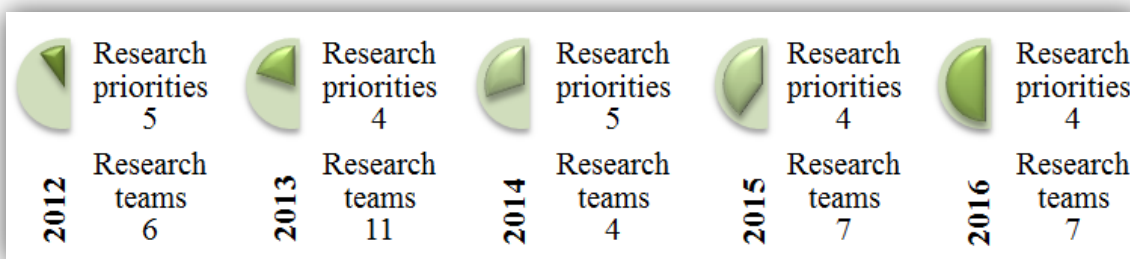 Research
priorities
5
Research
teams
6
2012
Research
priorities
4
Research
teams
11
2013
Research
priorities
5
Research
teams
4
2014
Research
priorities
4
Research
teams
7
2015
Research
priorities
4
Research
teams
7
2016